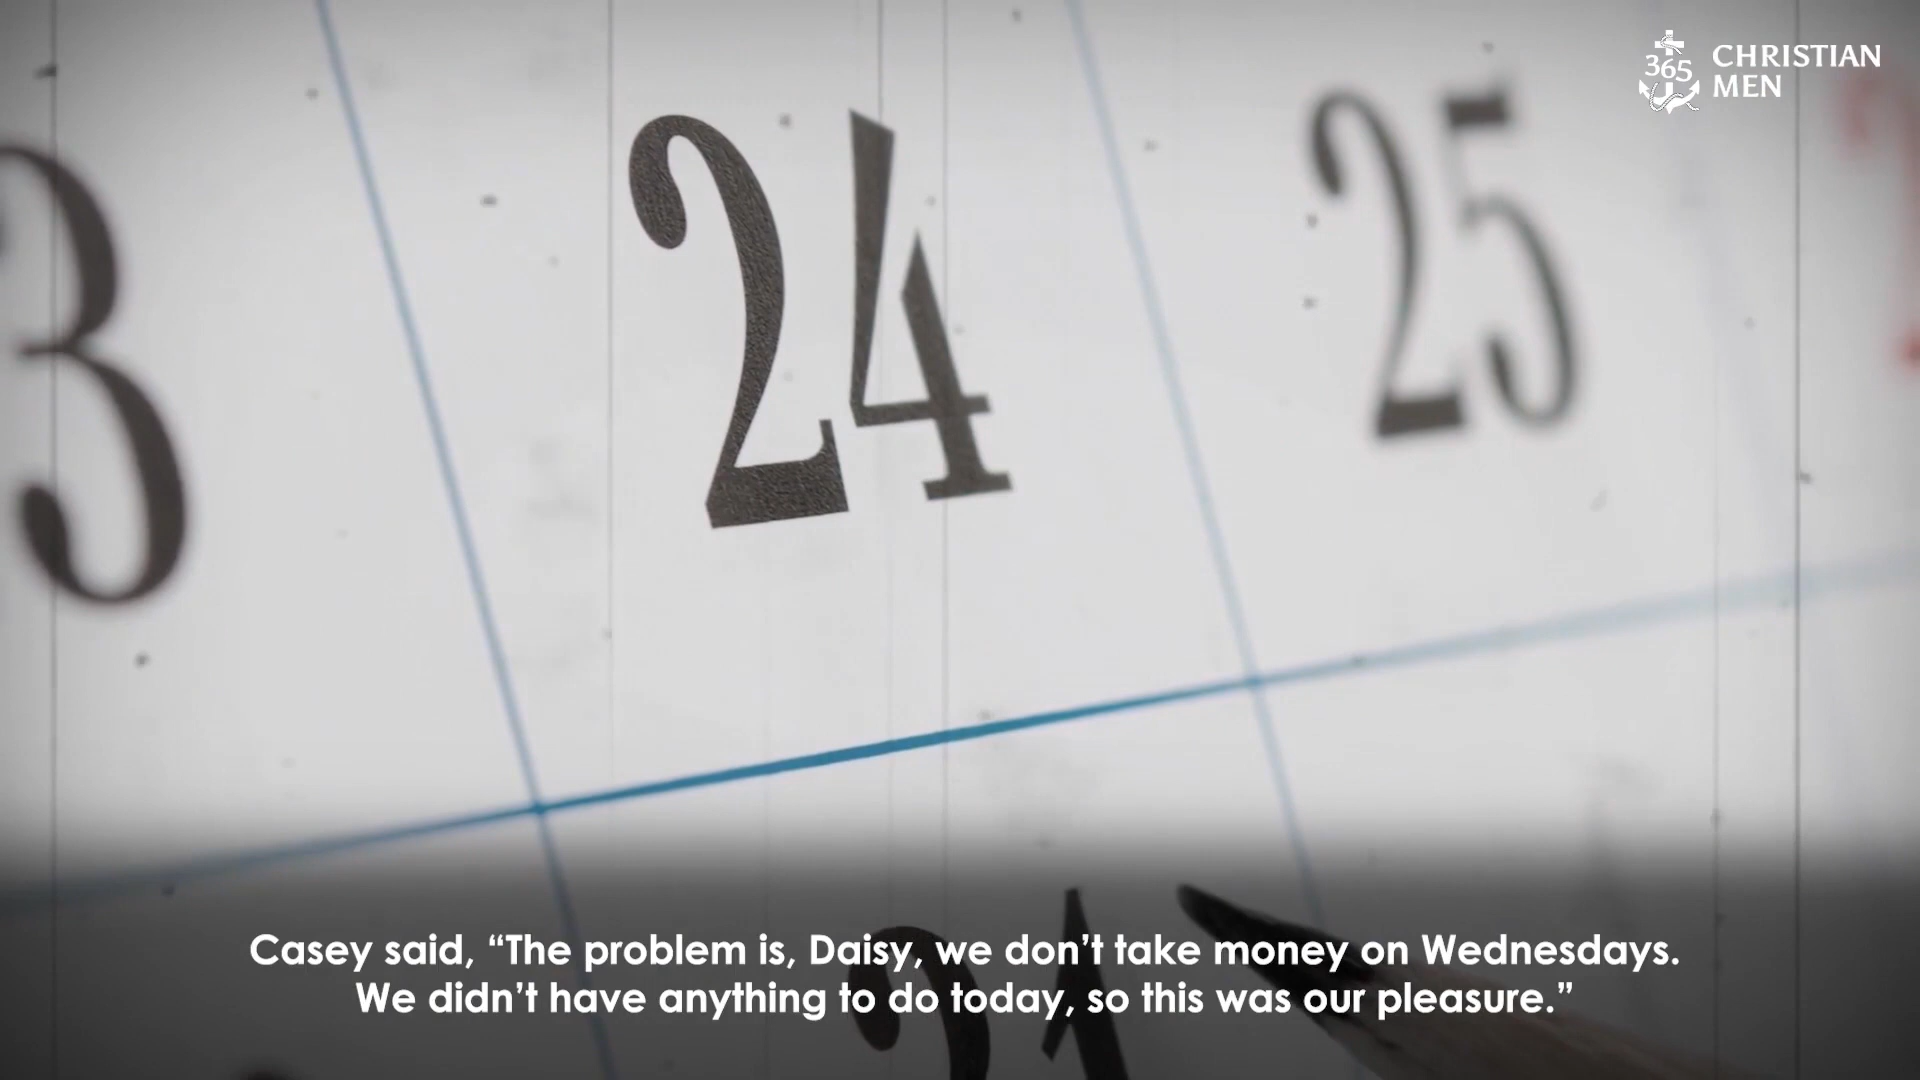 365
CHRISTIAN
MEN
3
24
25
31
Casey said, “The problem is, Daisy, we don’t take money on Wednesdays.
We didn’t have anything to do today, so this was our pleasure.”